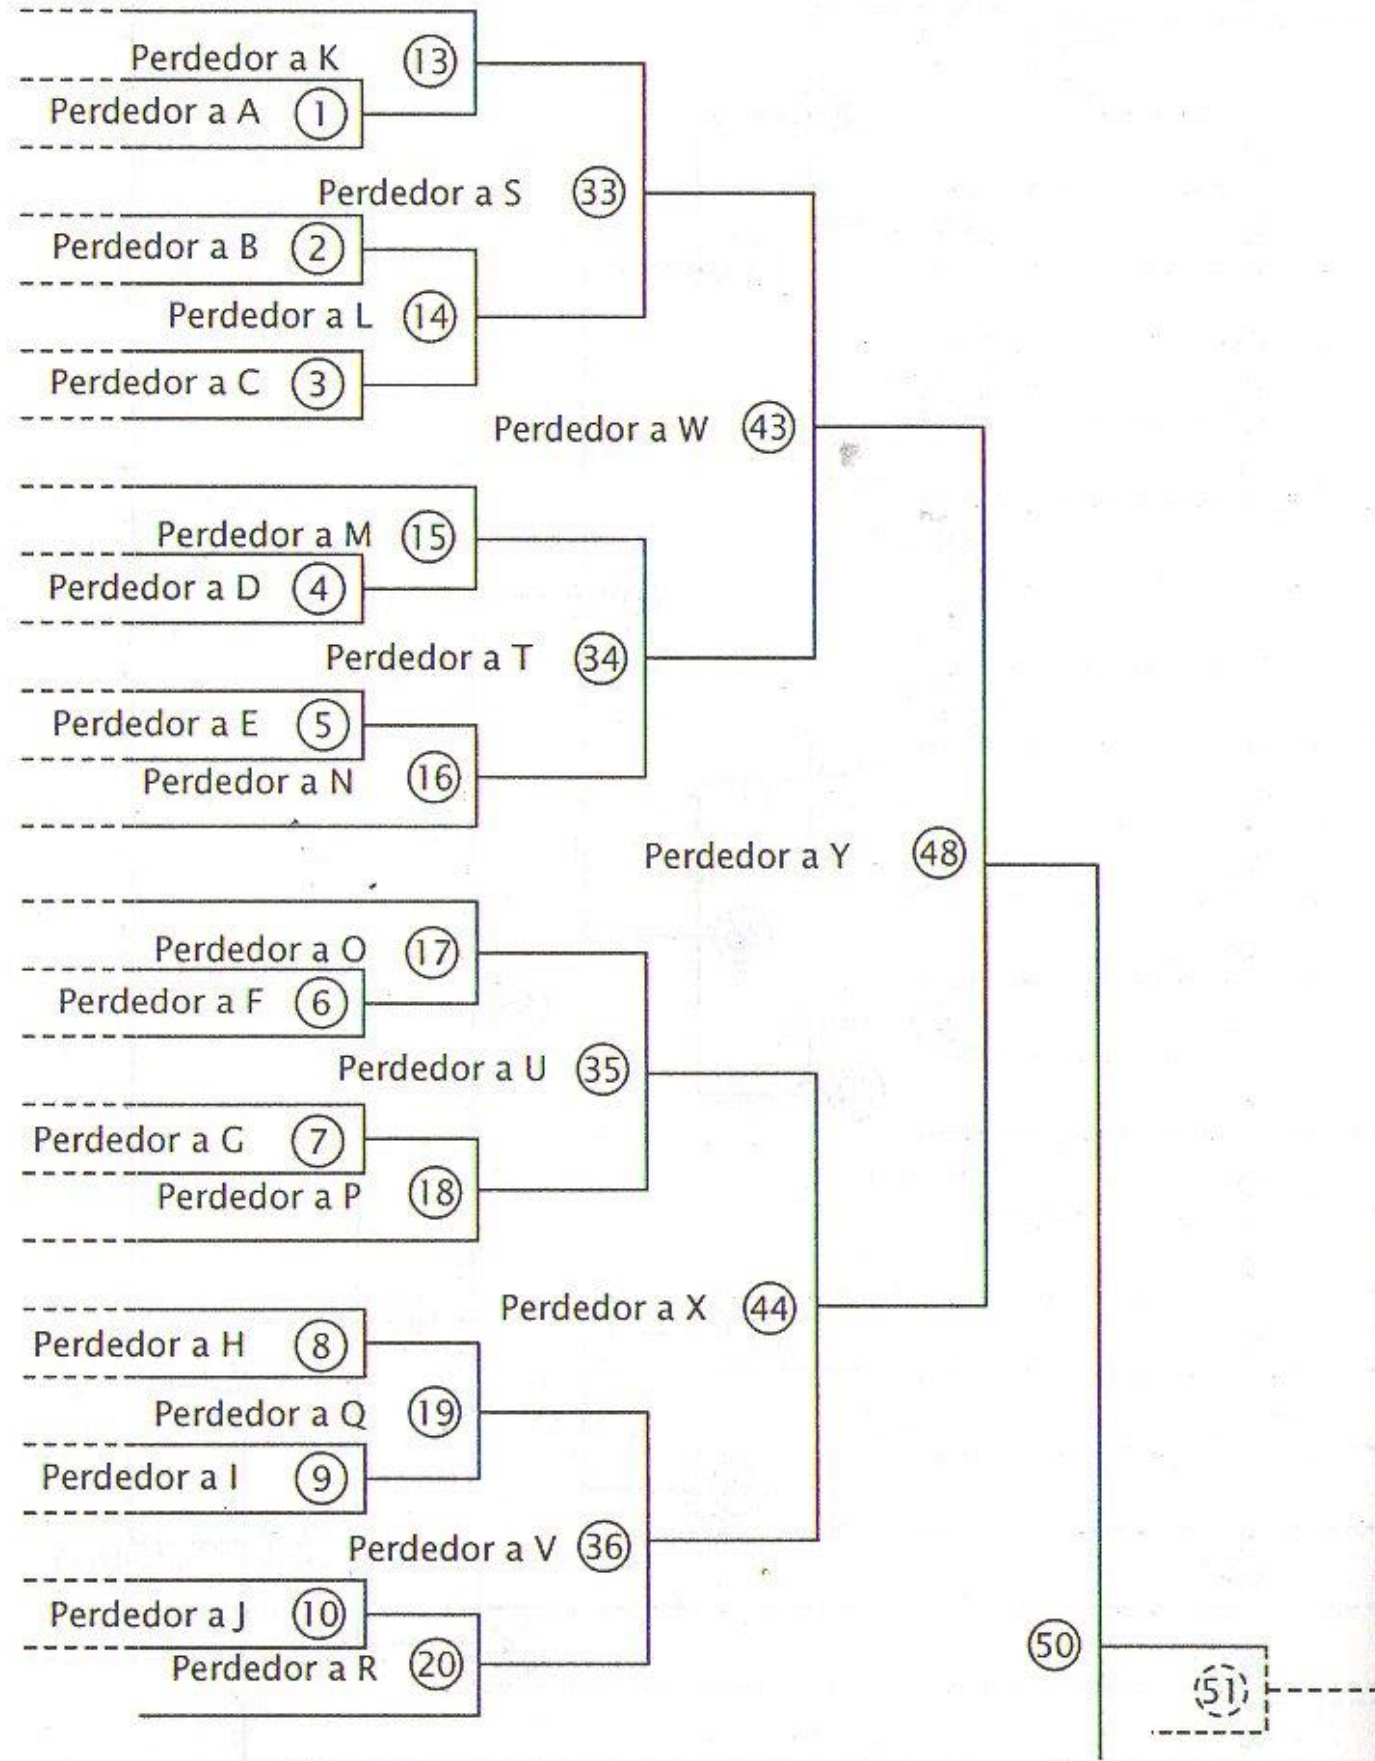 Perdedor a K 13
Perdedor a A 1
Perdedor a S 33
Perdedor a B 2
Perdedor a L 14
Perdedor a C 3
Perdedor a W 43
Perdedor a M 15
Perdedor a D 4
Perdedor a T 34
Perdedor a E 5
Perdedor a N 16
Perdedor a Y 48
Perdedor a O 17
Perdedor a F 6
Perdedor a U 35
Perdedor a G 7
Perdedor a P 18
Perdedor a X 44
Perdedor a H 8
Perdedor a Q 19
Perdedor a I 9
Perdedor a V 36
Perdedor a J 10
50
Perdedor a R 20
51